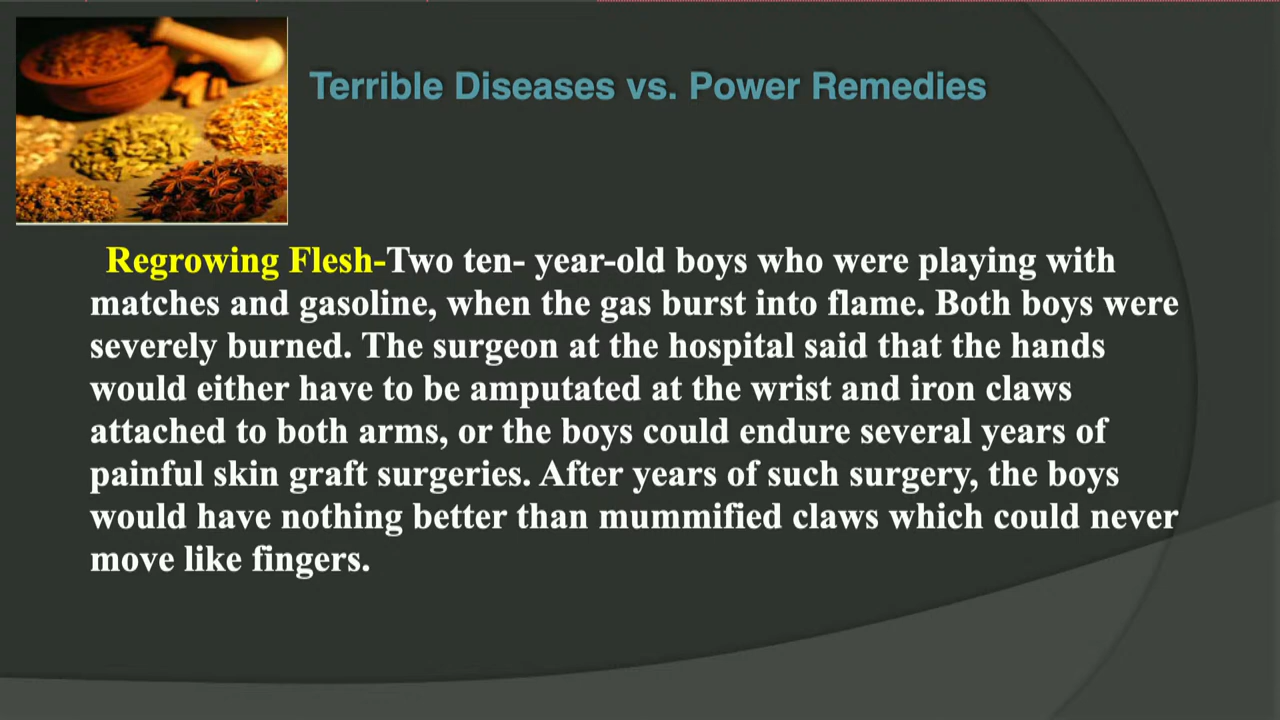 Terrible Diseases vs. Power Remedies
Regrowing Flesh-Two ten- year-old boys who were playing with
matches and gasoline, when the gas burst into flame. Both boys were
severely burned. The surgeon at the hospital said that the hands
would either have to be amputated at the wrist and iron claws
attached to both arms, or the boys could endure several years of
painful skin graft surgeries. After years of such surgery, the boys
would have nothing better than mummified claws which could never
move like fingers.